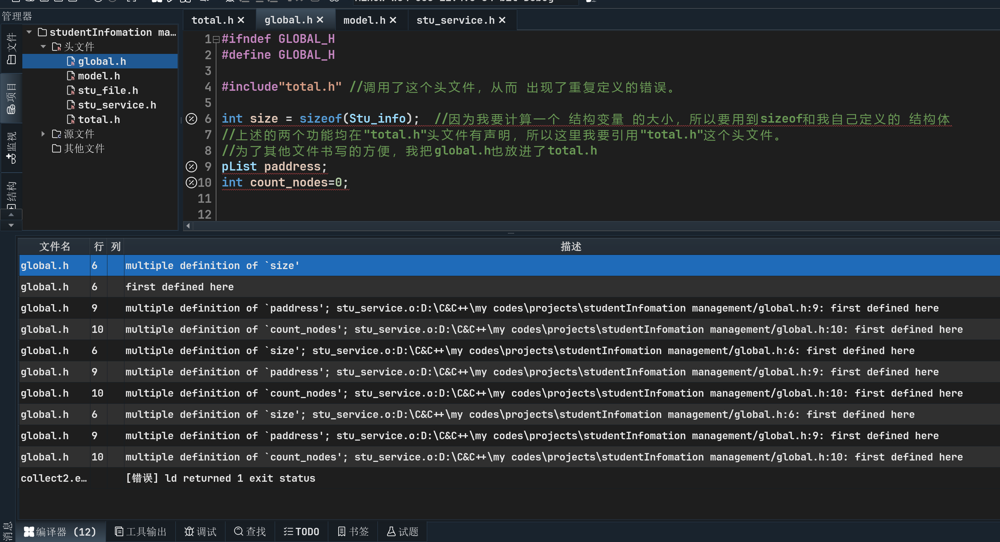 管理器
文件
项目
监视
结构
studentInfomation ma…
头文件
global.h
model.h
stu_file.h
stu_service.h
total.h
源文件
其他文件
total.h × global.h × model.h × stu_service.h ×
1 #ifndef GLOBAL_H
2 #define GLOBAL_H
3
4 #include"total.h" //调用了这个头文件，从而 出现了重复定义的错误。
5
6 int size = sizeof(Stu_info); //因为我要计算一个 结构变量 的大小，所以要用到sizeof和我自己定义的 结构体
7 //上述的两个功能均在"total.h"头文件有声明，所以这里我要引用"total.h"这个头文件。
8 //为了其他文件书写的方便，我把global.h也放进了total.h
9 pList paddress;
10 int count_nodes=0;
11
12
文件名 行 列 描述
global.h 6 multiple definition of `size'
global.h 6 first defined here
global.h 9 multiple definition of `paddress'; stu_service.o:D:\C&C++\my codes\projects\studentInfomation management/global.h:9: first defined here
global.h 10 multiple definition of `count_nodes'; stu_service.o:D:\C&C++\my codes\projects\studentInfomation management/global.h:10: first defined here
global.h 6 multiple definition of `size'; stu_service.o:D:\C&C++\my codes\projects\studentInfomation management/global.h:6: first defined here
global.h 9 multiple definition of `paddress'; stu_service.o:D:\C&C++\my codes\projects\studentInfomation management/global.h:9: first defined here
global.h 10 multiple definition of `count_nodes'; stu_service.o:D:\C&C++\my codes\projects\studentInfomation management/global.h:10: first defined here
global.h 6 multiple definition of `size'; stu_service.o:D:\C&C++\my codes\projects\studentInfomation management/global.h:6: first defined here
global.h 9 multiple definition of `paddress'; stu_service.o:D:\C&C++\my codes\projects\studentInfomation management/global.h:9: first defined here
global.h 10 multiple definition of `count_nodes'; stu_service.o:D:\C&C++\my codes\projects\studentInfomation management/global.h:10: first defined here
collect2.e… [错误] ld returned 1 exit status
消息
编译器 (12) 工具输出 调试 查找 TODO 书签 试题